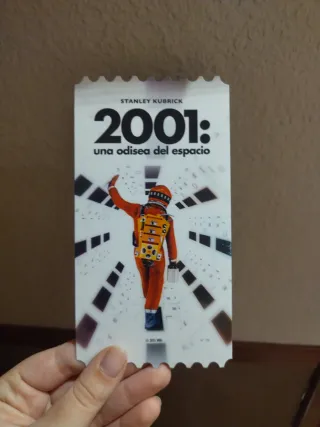 STANLEY KUBRICK
2001:
una odisea del espacio